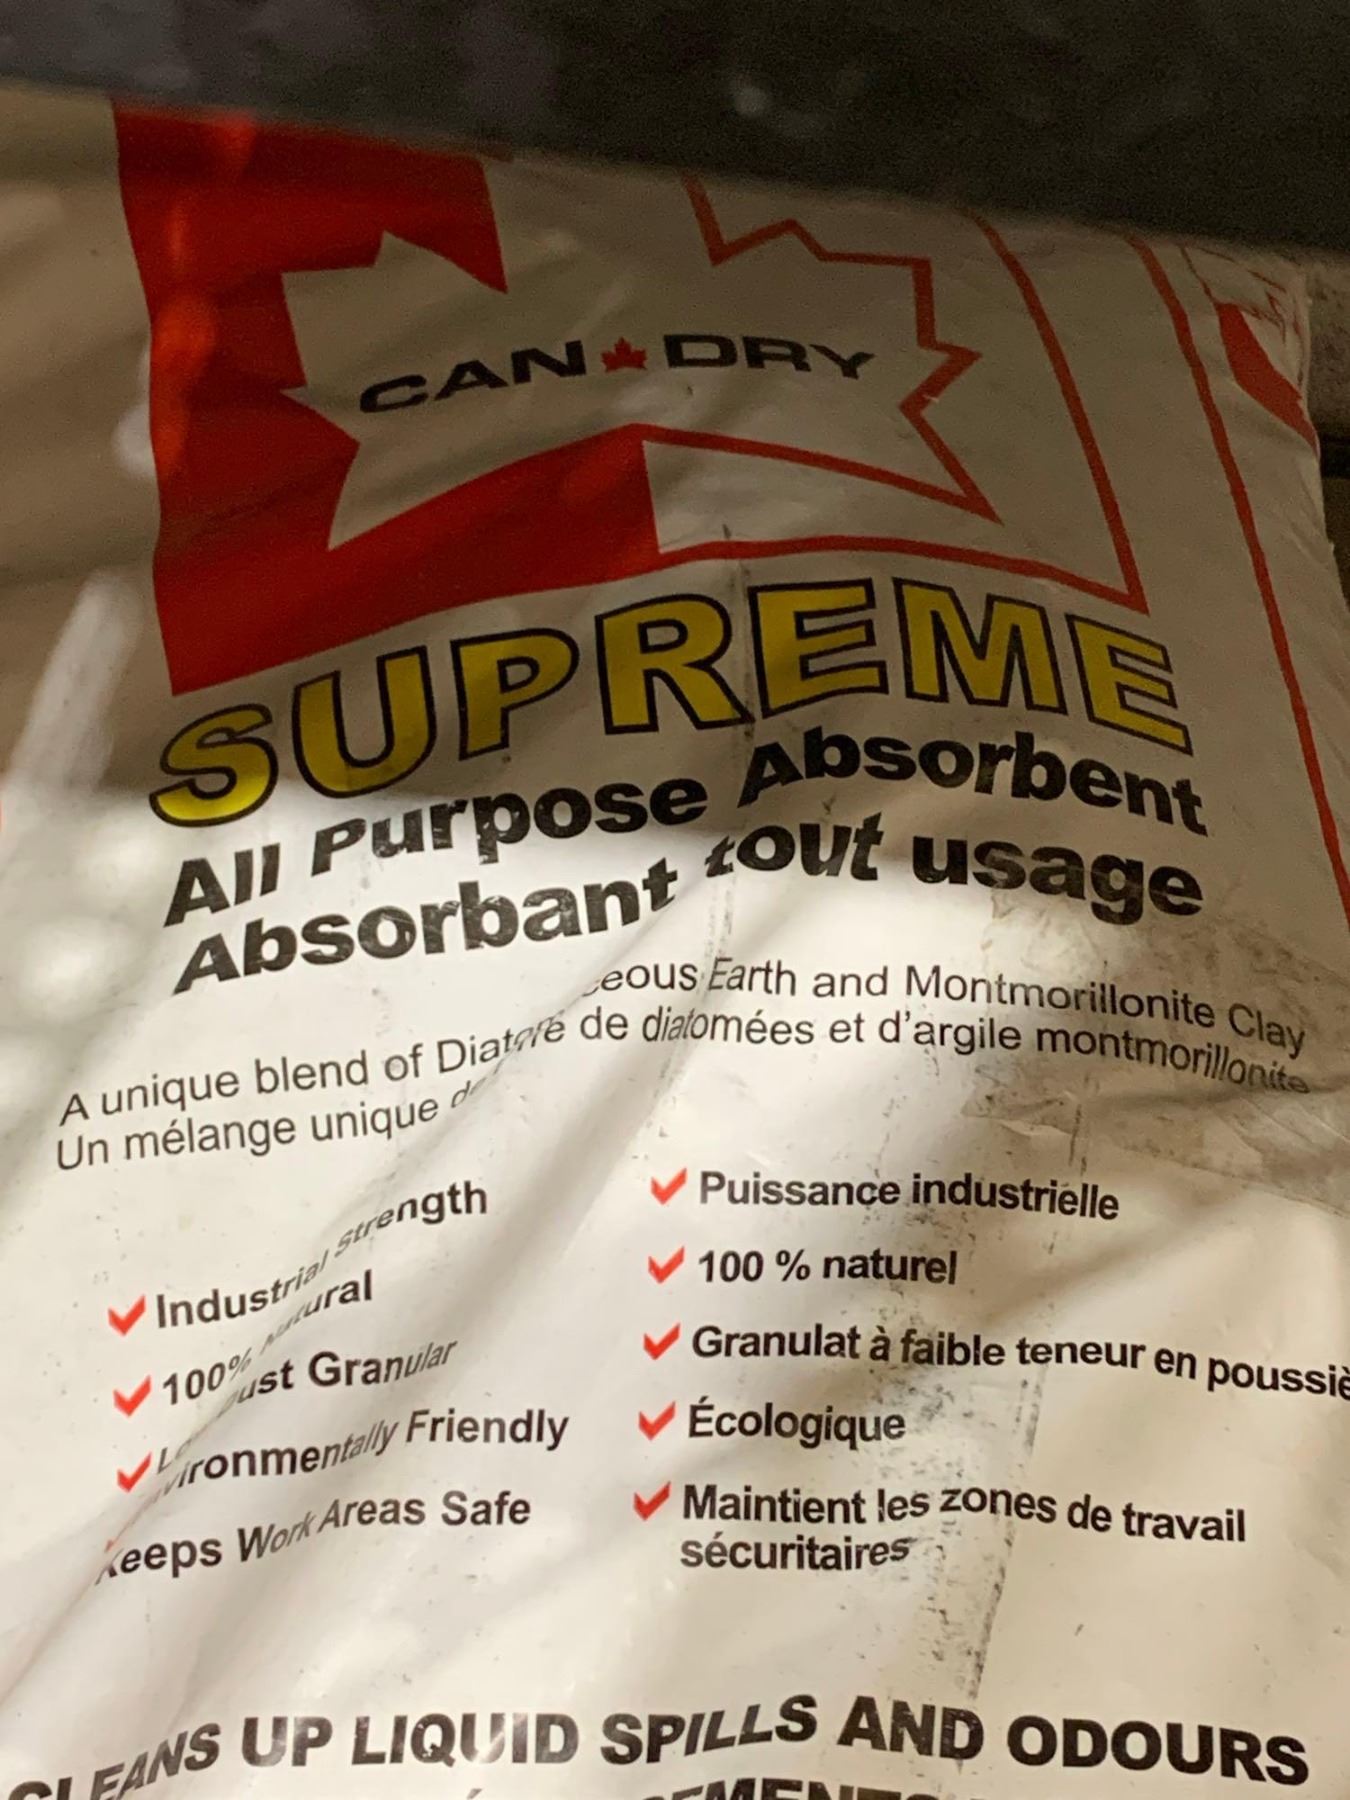 CAN DRY
SUPREME
All Purpose Absorbent
Absorbant tout usage
A unique blend of Diatomaceous Earth and Montmorillonite Clay
Un mélange unique de terre de diatomées et d'argile montmorillonite
Industrial Strength
100% Natural
Low Dust Granular
Environmentally Friendly
Keeps Work Areas Safe
Puissance industrielle
100 % naturel
Granulat à faible teneur en poussiè
Écologique
Maintient les zones de travail
sécuritaires
CLEANS UP LIQUID SPILLS AND ODOURS